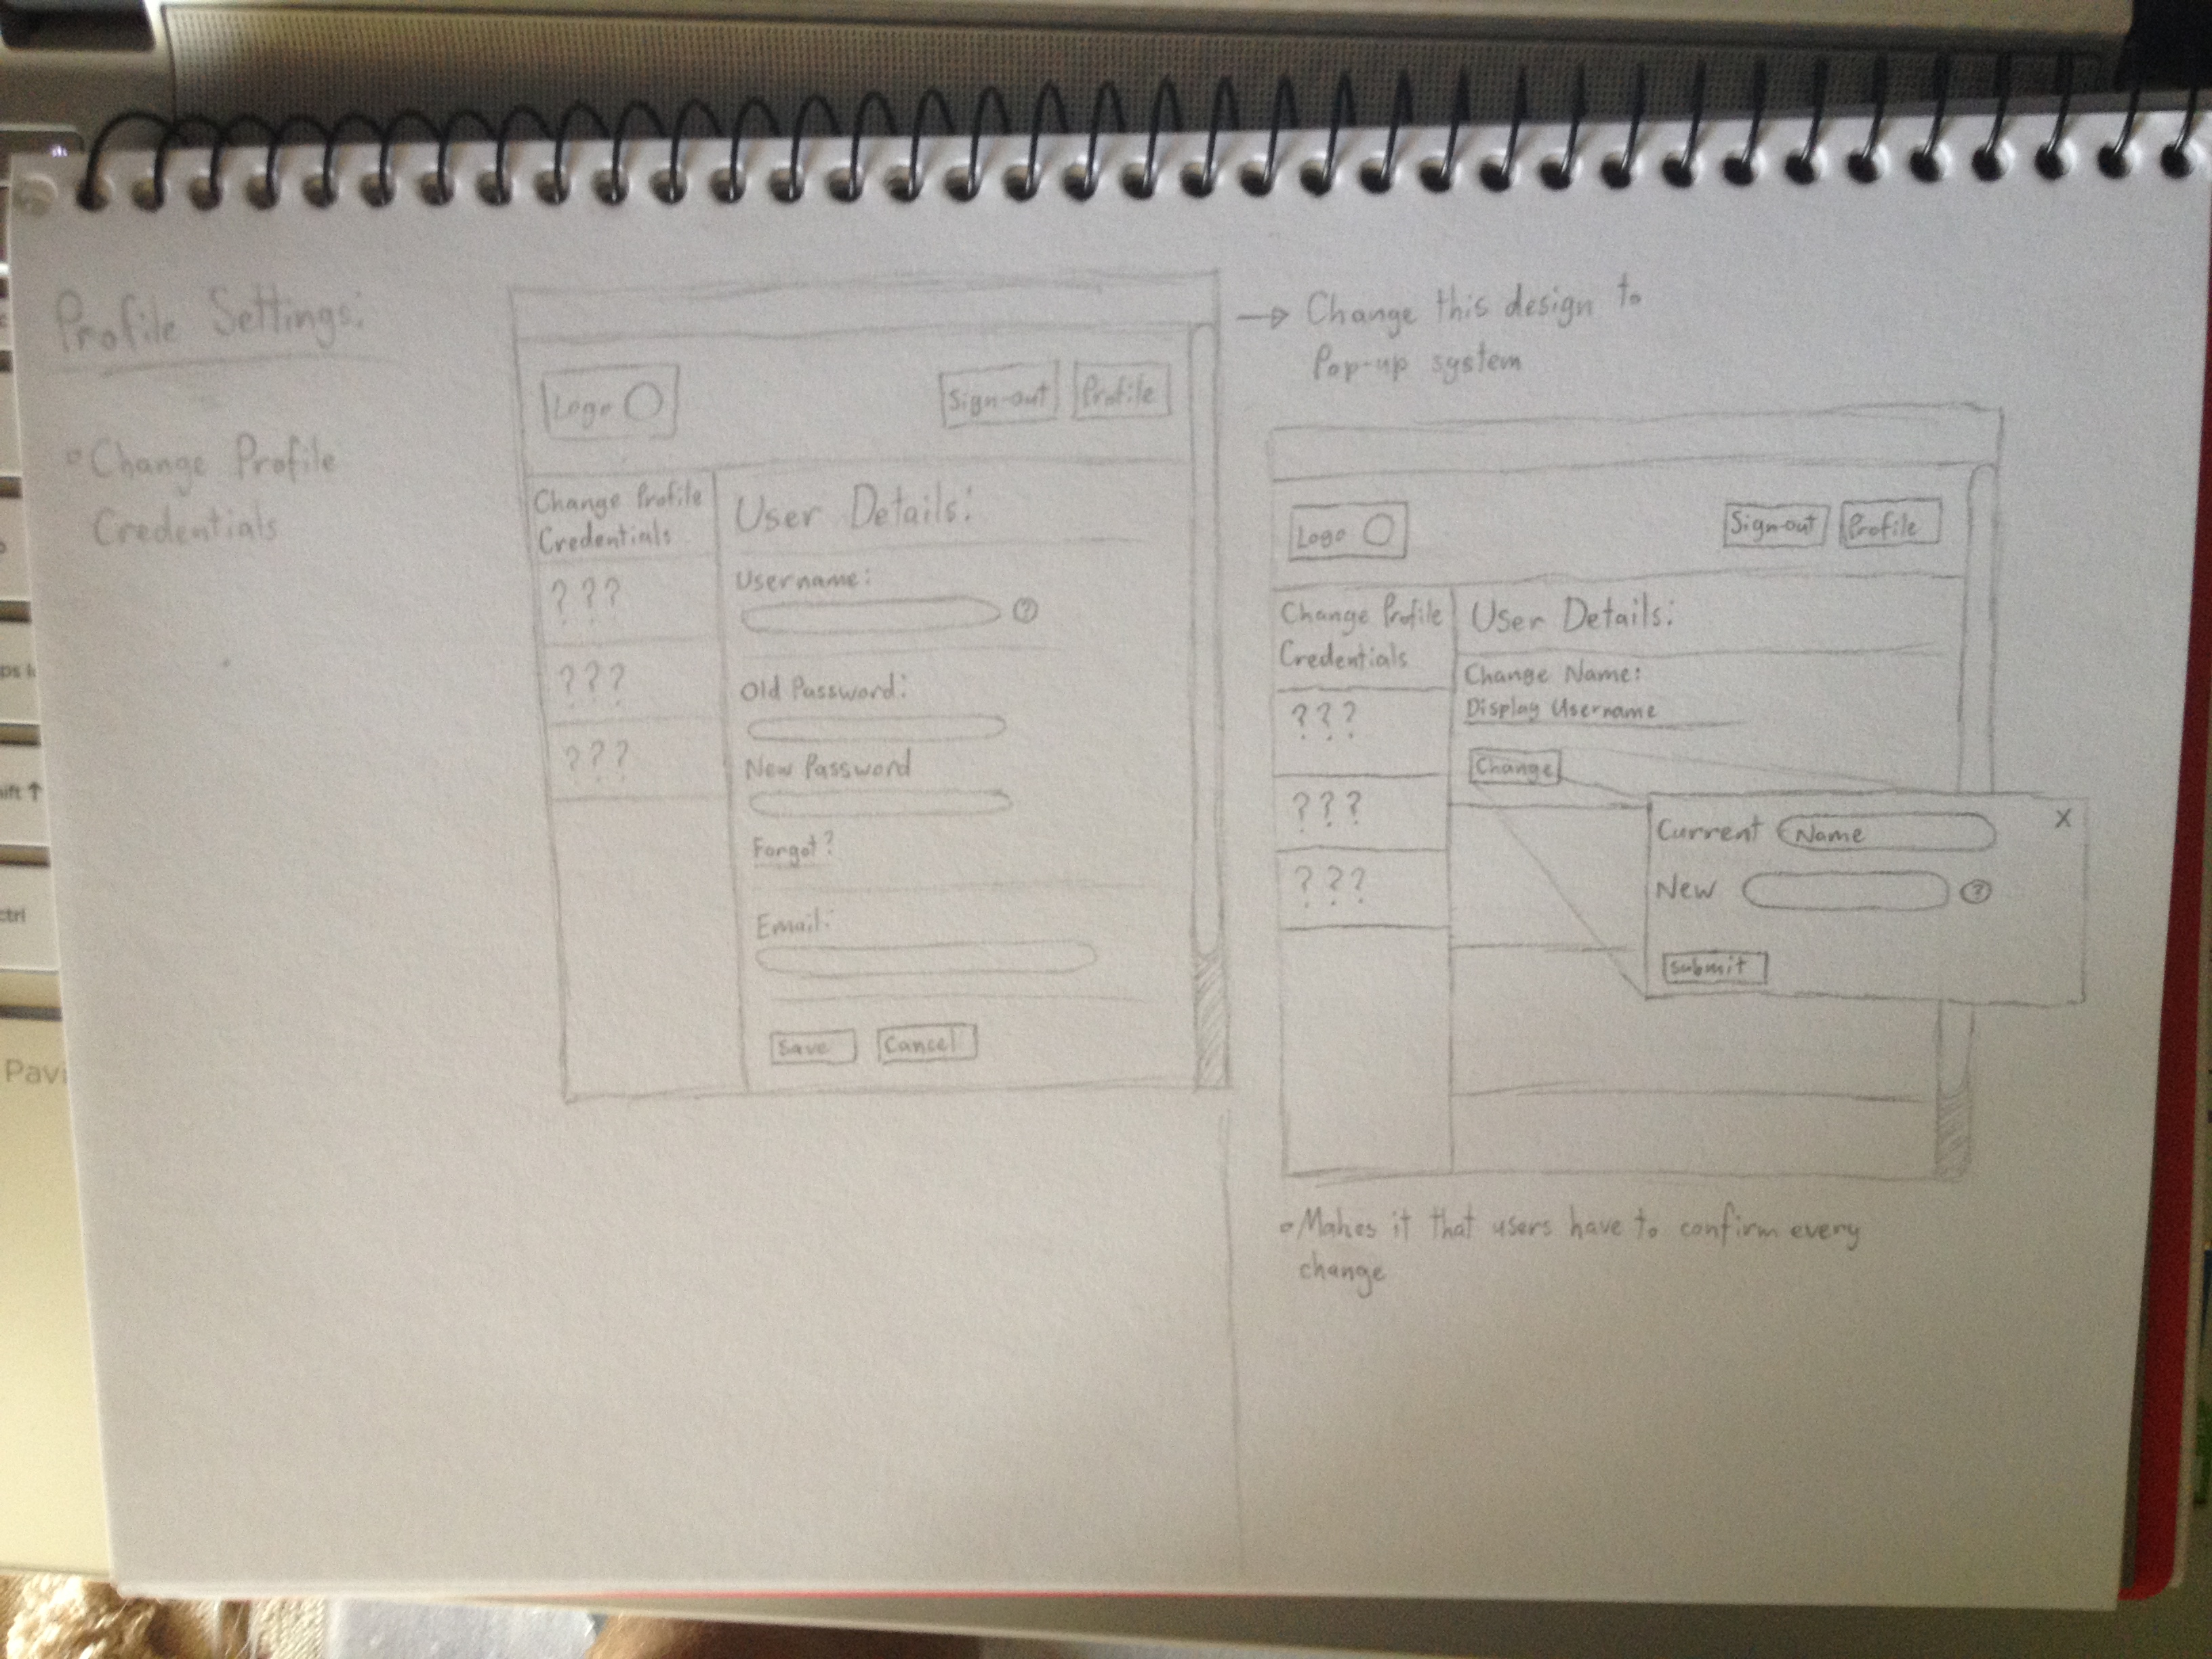 Profile Settings:
• Change Profile
Credentials
Logo
Sign-out
Profile
Change Profile
Credentials
???
???
???
User Details:
Username:
?
Old Password:
New Password
Forgot?
Email:
Save
Cancel
→ Change this design to
Pop-up system
Logo
Sign-out
Profile
Change Profile
Credentials
???
???
???
User Details:
Change Name:
Display Username
Change
X
Current Name
New ?
Submit
• Makes it that users have to confirm every
change
ctrl
Pavi